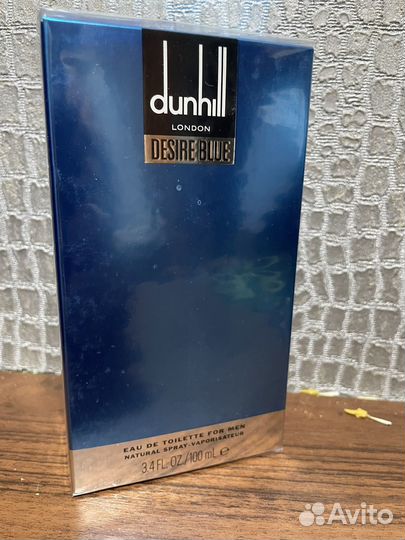 dunhill
LONDON
DESIRE BLUE
EAU DE TOILETTE FOR MEN
NATURAL SPRAY-VAPORISATEUR
3.4 FL. OZ./100 mL ℮
Avito